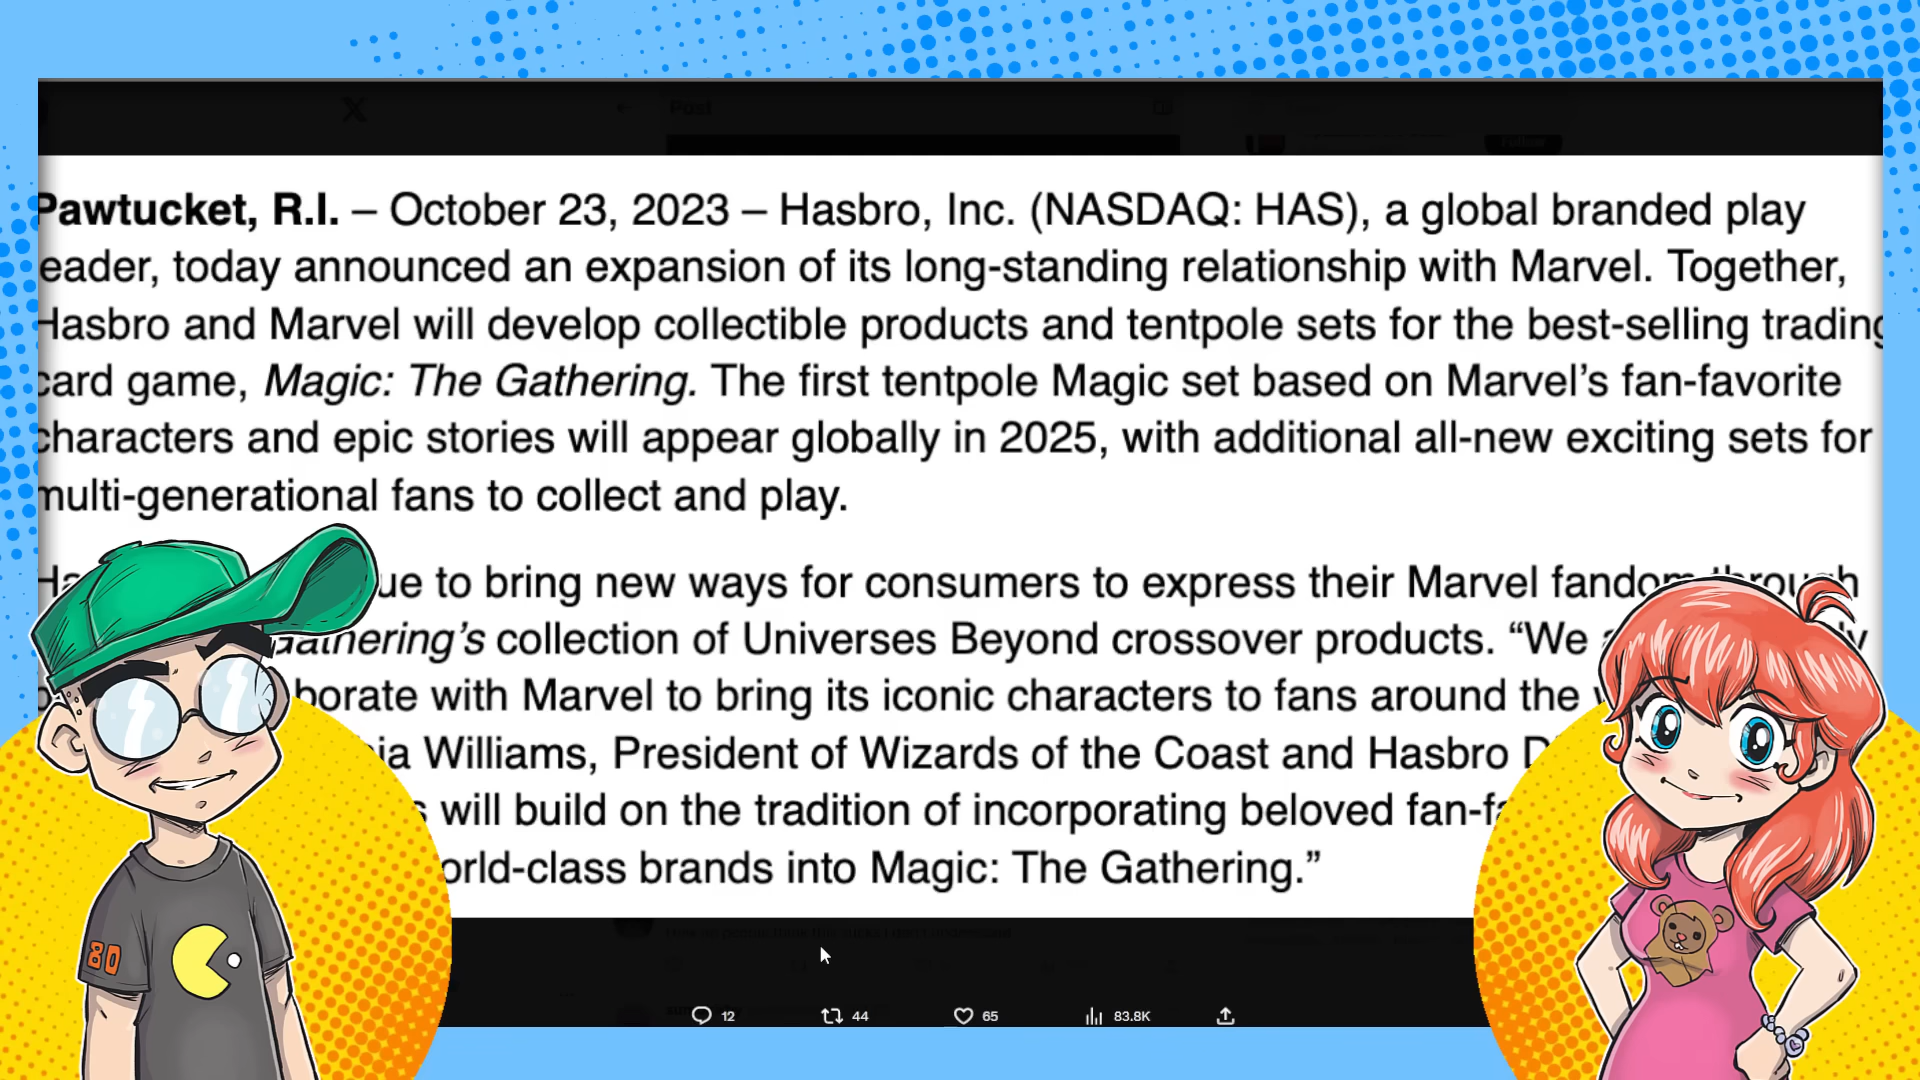 Post
Follow
Pawtucket, R.I. – October 23, 2023 – Hasbro, Inc. (NASDAQ: HAS), a global branded play
eader, today announced an expansion of its long-standing relationship with Marvel. Together,
Hasbro and Marvel will develop collectible products and tentpole sets for the best-selling trading
card game, Magic: The Gathering. The first tentpole Magic set based on Marvel’s fan-favorite
characters and epic stories will appear globally in 2025, with additional all-new exciting sets for
multi-generational fans to collect and play.
Ha ue to bring new ways for consumers to express their Marvel fandom through
Gathering’s collection of Universes Beyond crossover products. “We a ly
borate with Marvel to bring its iconic characters to fans around the
ia Williams, President of Wizards of the Coast and Hasbro D
s will build on the tradition of incorporating beloved fan-fa
orld-class brands into Magic: The Gathering.”
80
12 44 65 83.8K